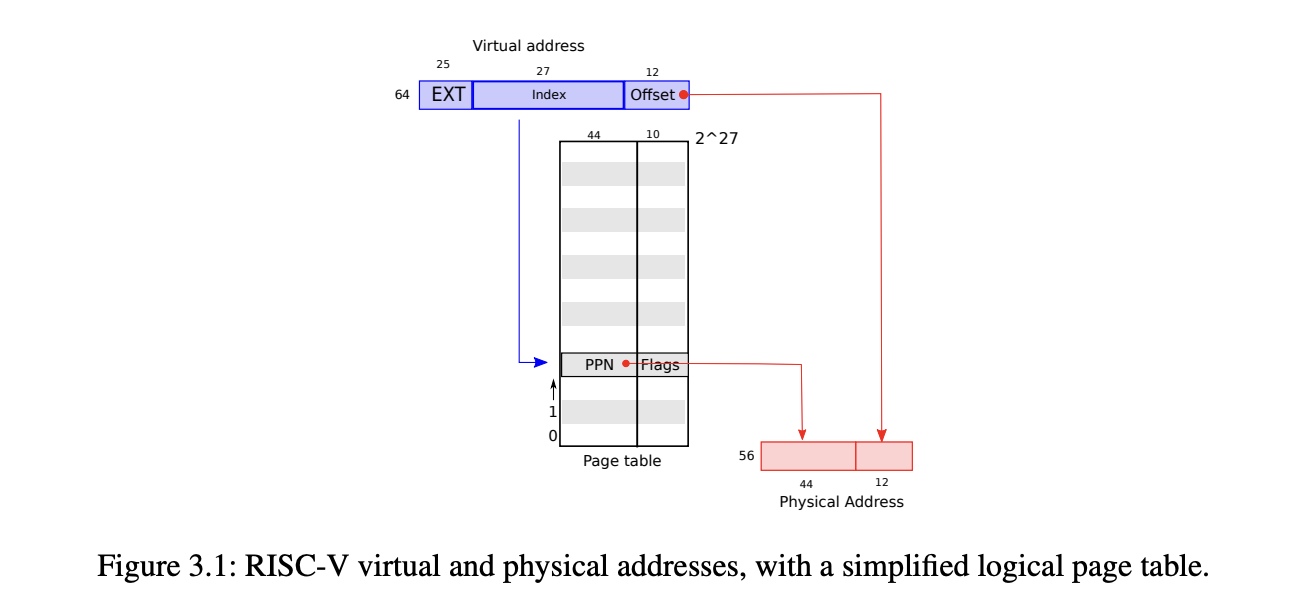 Virtual address
25
27
12
64
EXT
Index
Offset
44
10
2^27
PPN
Flags
1
0
Page table
56
44
12
Physical Address
Figure 3.1: RISC-V virtual and physical addresses, with a simplified logical page table.